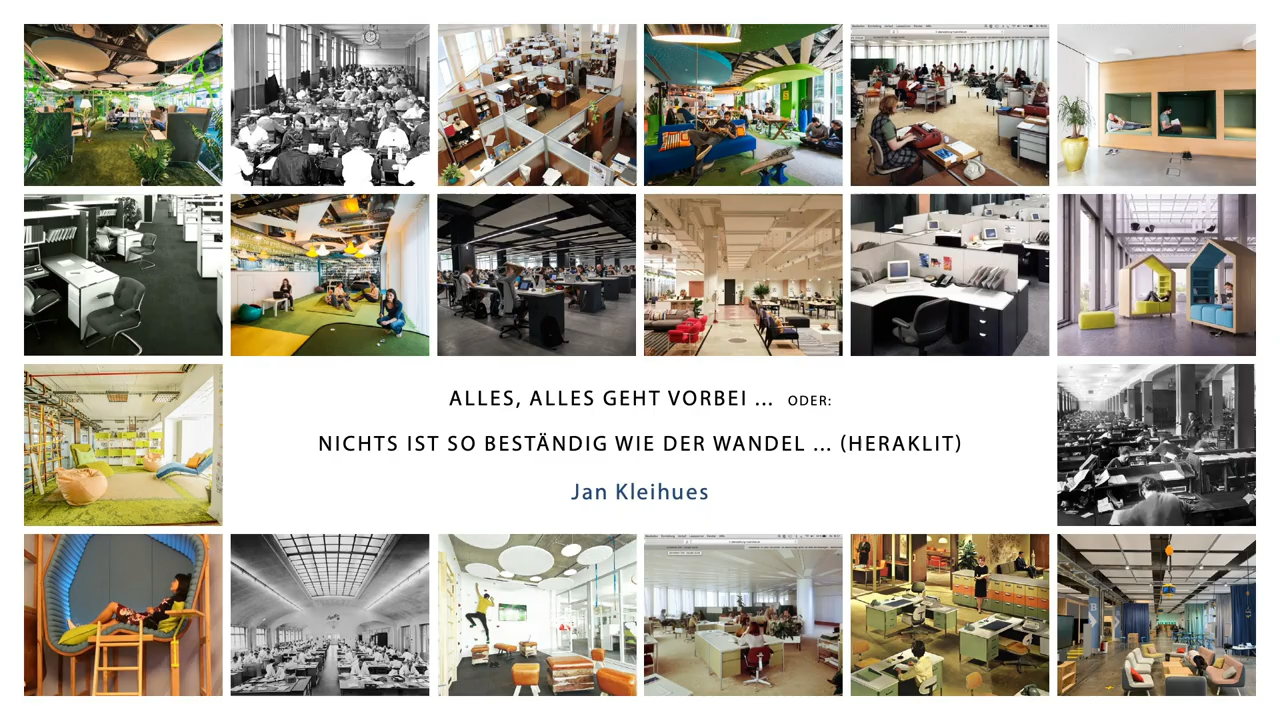 ALLES, ALLES GEHT VORBEI ... ODER:
NICHTS IST SO BESTÄNDIG WIE DER WANDEL ... (HERAKLIT)
Jan Kleihues
B